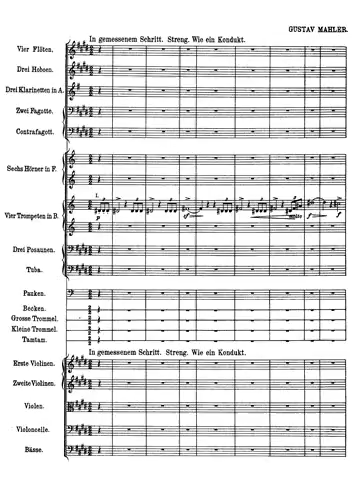 GUSTAV MAHLER.
In gemessenem Schritt. Streng. Wie ein Kondukt.
Vier Flöten.
Drei Hoboen.
Drei Klarinetten in A.
Zwei Fagotte.
Contrafagott.
Sechs Hörner in F.
I.
Vier Trompeten in B.
p sf molto f f
Drei Posaunen.
Tuba.
Pauken.
Becken.
Grosse Trommel.
Kleine Trommel.
Tamtam.
In gemessenem Schritt. Streng. Wie ein Kondukt.
Erste Violinen.
Zweite Violinen.
Violen.
Violoncelle.
Bässe.